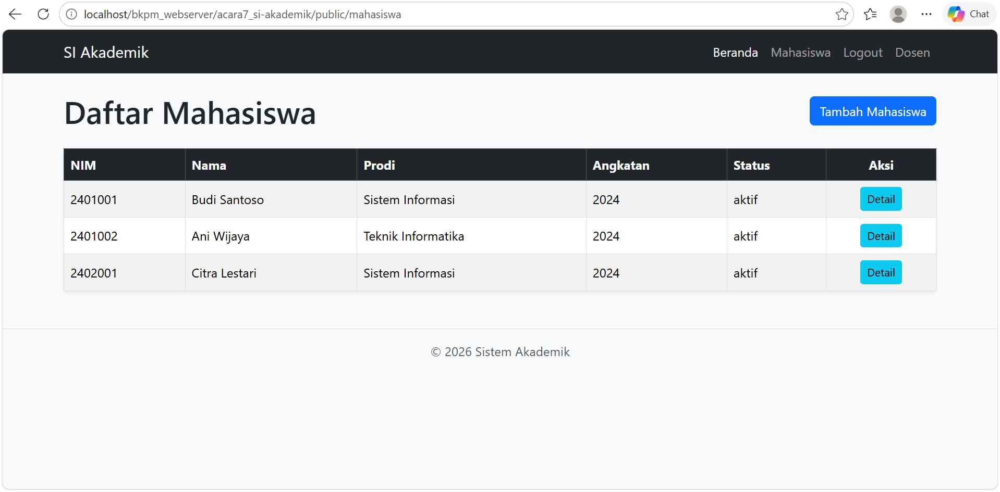 localhost/bkpm_webserver/acara7_si-akademik/public/mahasiswa
Chat
SI Akademik Beranda Mahasiswa Logout Dosen
Daftar Mahasiswa Tambah Mahasiswa
NIM Nama Prodi Angkatan Status Aksi
2401001 Budi Santoso Sistem Informasi 2024 aktif Detail
2401002 Ani Wijaya Teknik Informatika 2024 aktif Detail
2402001 Citra Lestari Sistem Informasi 2024 aktif Detail
© 2026 Sistem Akademik